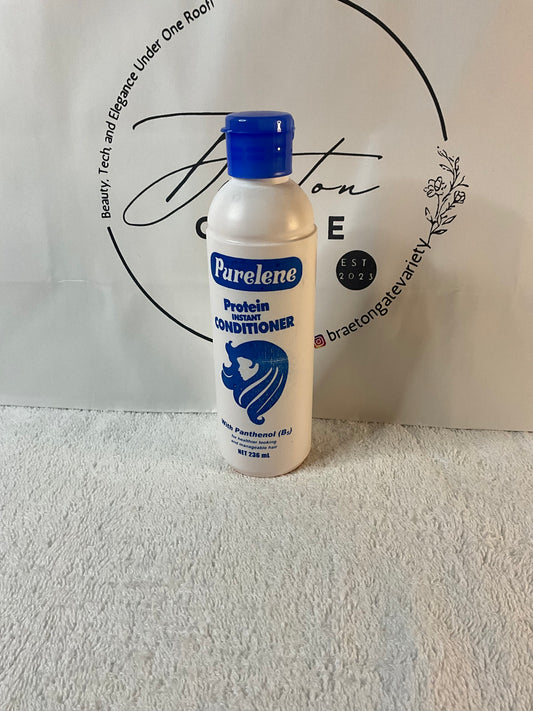 Beauty, Tech, and Elegance Under One Roof!
EST
2023
braetongatevariety
Purelene
Protein
INSTANT
CONDITIONER
With Panthenol (B5)
for healthier looking
and manageable hair
NET 236 mL